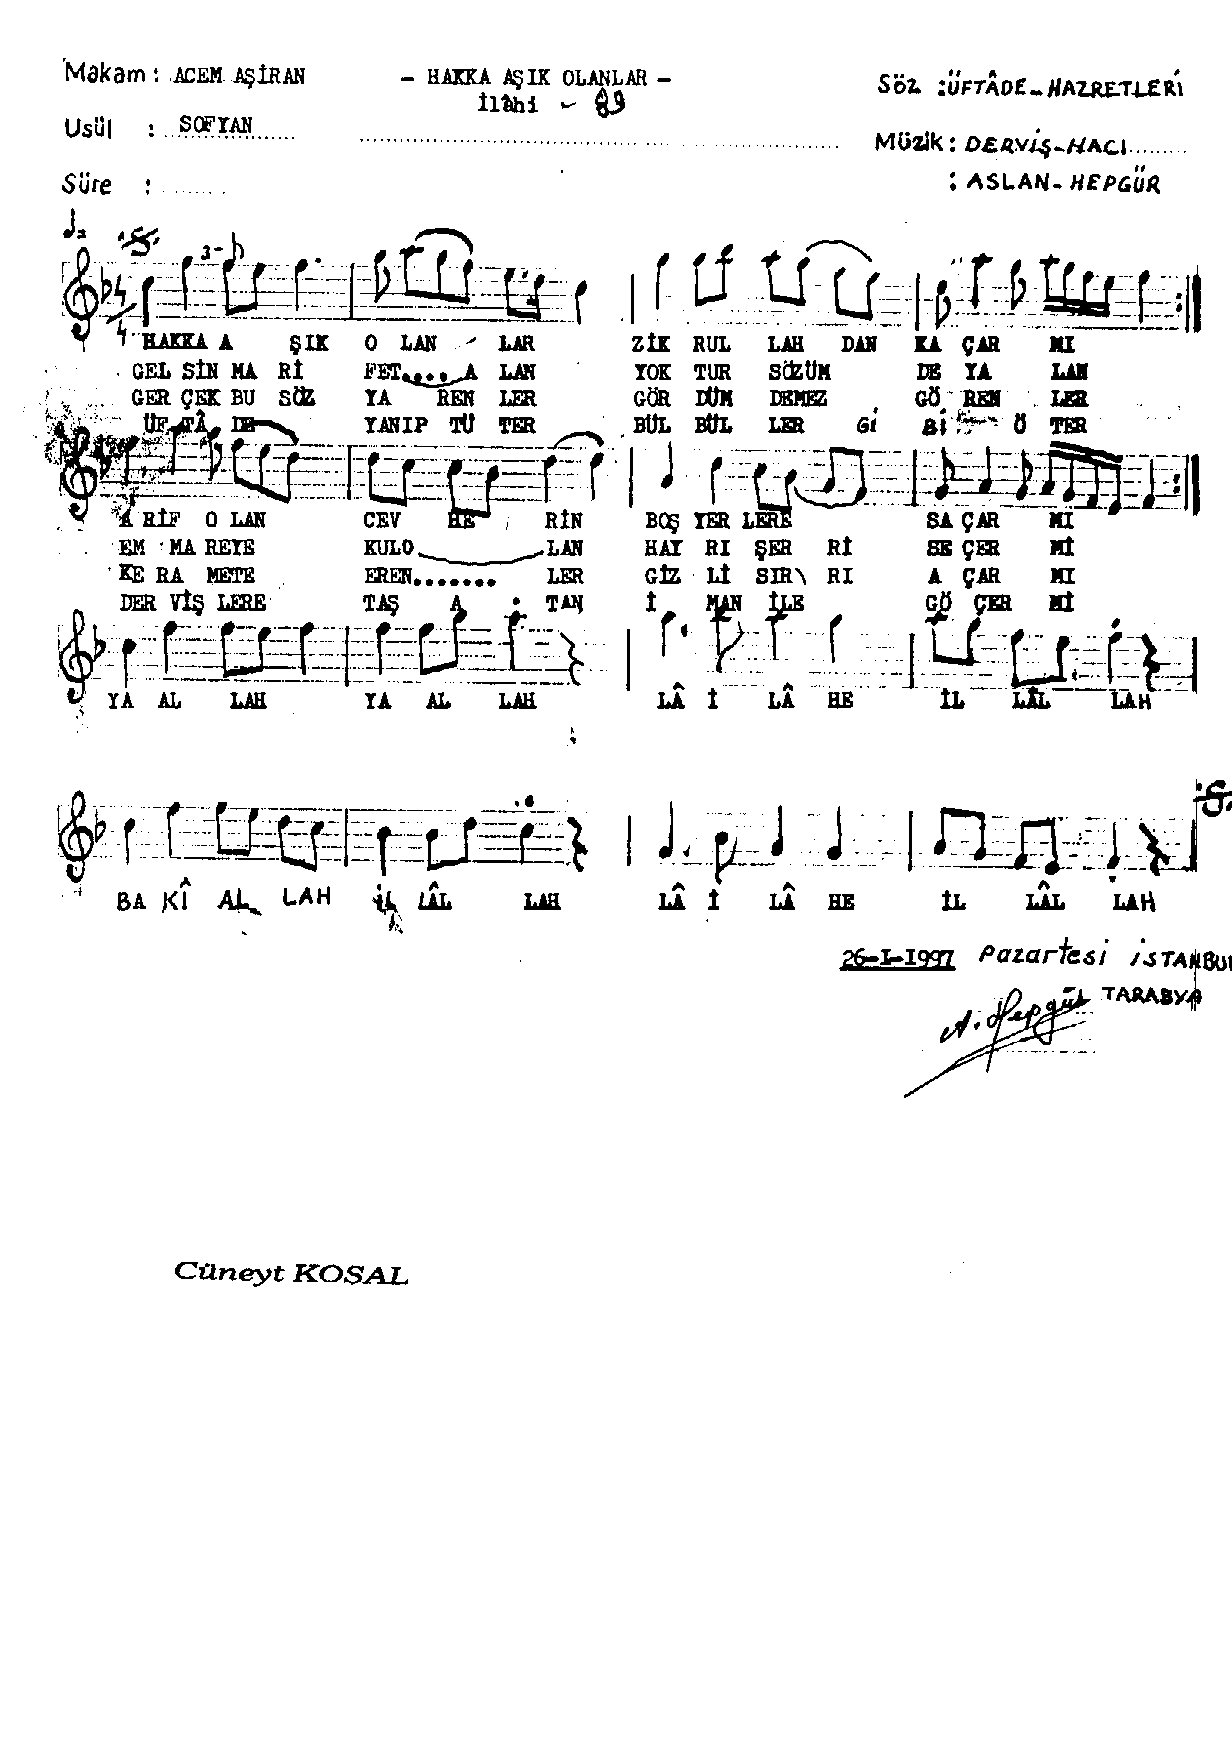 Makam : ACEM AŞİRAN
- HAKKA AŞIK OLANLAR -
Söz : ÜFTÂDE-HAZRETLERİ
İlâhi - 89
Usül : SOFYAN
Müzik : DERVİŞ-HACI
Süre :
: ASLAN-HEPGÜR
4/4
3
HAKKA A ŞIK O LAN LAR ZİK RUL LAH DAN KA ÇAR MI
GEL SİN MA Rİ FET.... A LAN YOK TUR SÖZÜM DE YA LAN
GER ÇEK BU SÖZ YA REN LER GÖR DÜM DEMEZ GÖ REN LER
ÜF TÂ DE YANIP TÜ TER BÜL BÜL LER Gİ Bİ Ö TER
A RİF O LAN CEV HE RİN BOŞ YER LERE SA ÇAR MI
EM MA REYE KULO LAN HAY RI ŞER Rİ SE ÇER Mİ
KE RA METE EREN....... LER GİZ Lİ SIR RI A ÇAR MI
DER VİŞ LERE TAŞ A TAN İ MAN İLE GÖ ÇER Mİ
YA AL LAH YA AL LAH LÂ İ LÂ HE İL LÂL LAH
BA KÎ AL LAH İL LÂL LAH LÂ İ LÂ HE İL LÂL LAH
26-I-1997 Pazartesi İSTANBUL
TARABYA
A. Hepgül
Cüneyt KOSAL